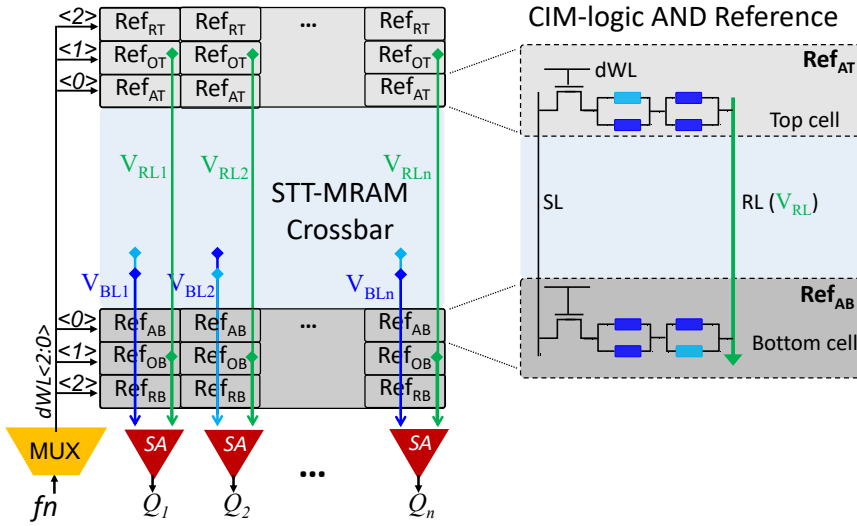 CIM-logic AND Reference
<2> Ref_RT Ref_RT ... Ref_RT
<1> Ref_OT Ref_OT Ref_OT
<0> Ref_AT Ref_AT Ref_AT
Ref_AT
dWL
Top cell
V_RL1 V_RL2 V_RLn
STT-MRAM
Crossbar
SL
RL (V_RL)
V_BL1 V_BL2 V_BLn
<0> Ref_AB Ref_AB ... Ref_AB
<1> Ref_OB Ref_OB Ref_OB
<2> Ref_RB Ref_RB Ref_RB
Ref_AB
Bottom cell
dWL<2:0>
MUX
SA SA ... SA
fn
Q_1 Q_2 Q_n